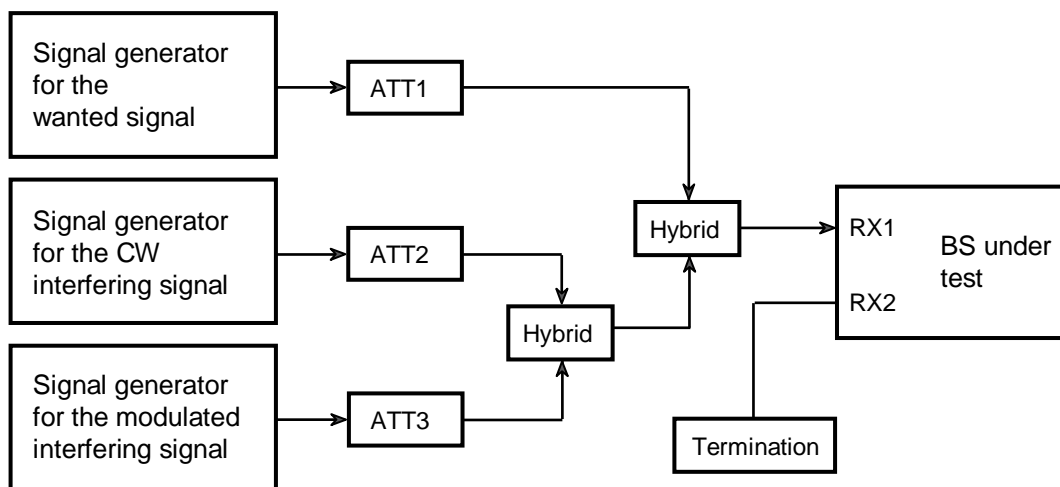 Signal generator
for the
wanted signal
ATT1
Signal generator
for the CW
interfering signal
ATT2
Hybrid
Hybrid
Signal generator
for the modulated
interfering signal
ATT3
RX1
BS under
test
RX2
Termination